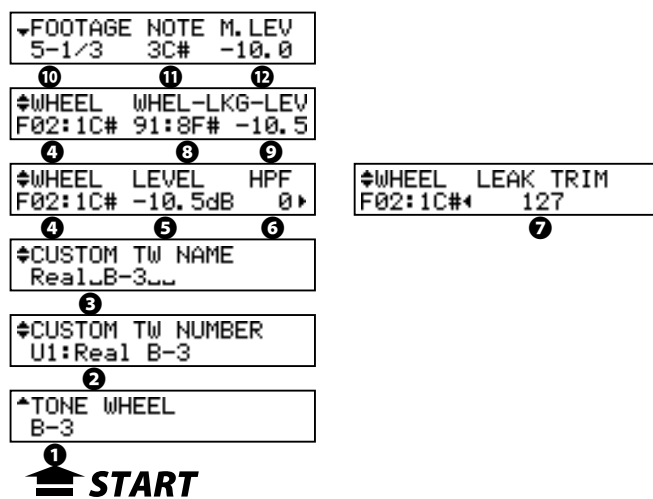 FOOTAGE NOTE M.LEV
5-1/3 3C# -10.0
⑩ ⑪ ⑫
WHEEL WHEL-LKG-LEV
F02:1C# 91:8F# -10.5
④ ⑧ ⑨
WHEEL LEVEL HPF
F02:1C# -10.5dB 0
④ ⑤ ⑥
WHEEL LEAK TRIM
F02:1C# 127
⑦
CUSTOM TW NAME
Real␣B-3␣␣
③
CUSTOM TW NUMBER
U1:Real B-3
②
TONE WHEEL
B-3
①
START